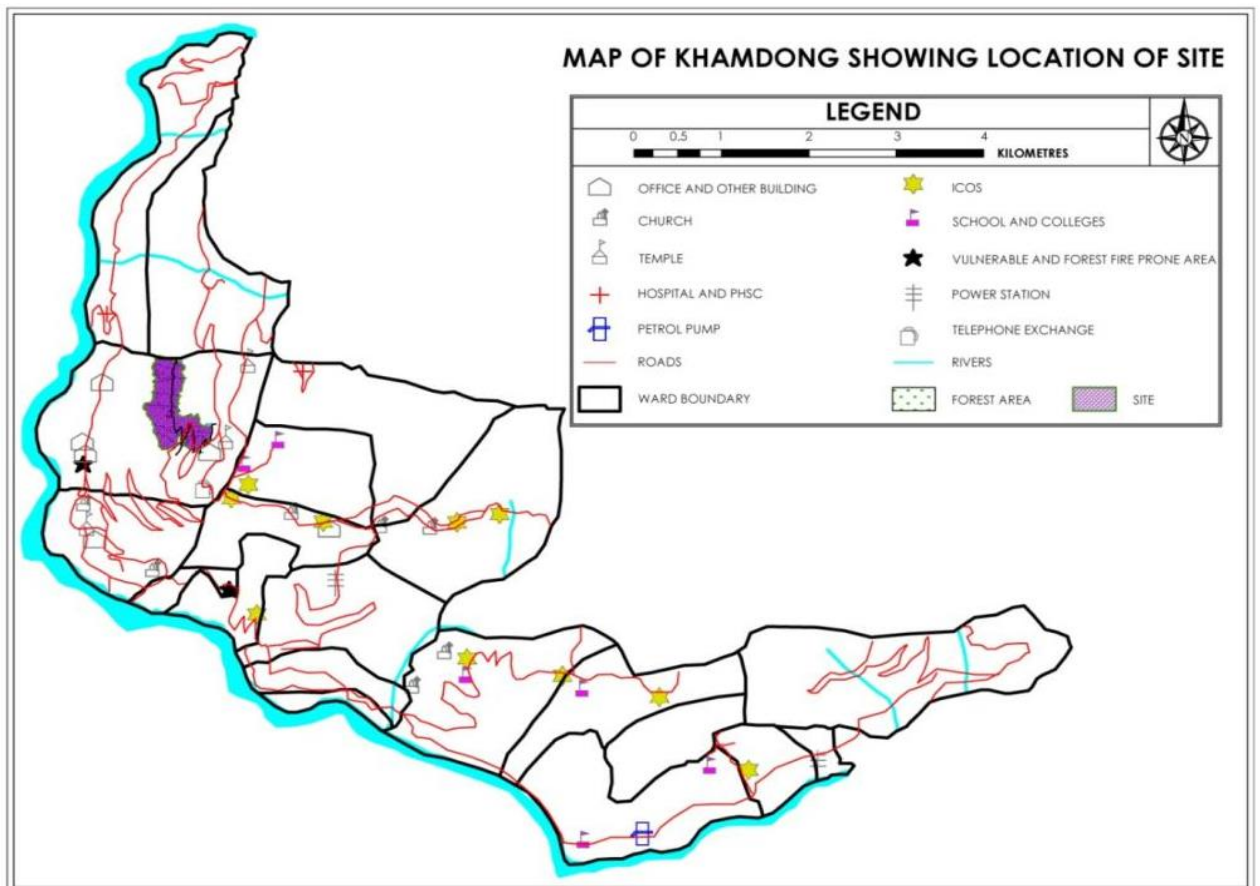 MAP OF KHAMDONG SHOWING LOCATION OF SITE
LEGEND
0 0.5 1 2 3 4
KILOMETRES
N
OFFICE AND OTHER BUILDING
ICOS
CHURCH
SCHOOL AND COLLEGES
TEMPLE
VULNERABLE AND FOREST FIRE PRONE AREA
HOSPITAL AND PHSC
POWER STATION
PETROL PUMP
TELEPHONE EXCHANGE
ROADS
RIVERS
WARD BOUNDARY
FOREST AREA
SITE